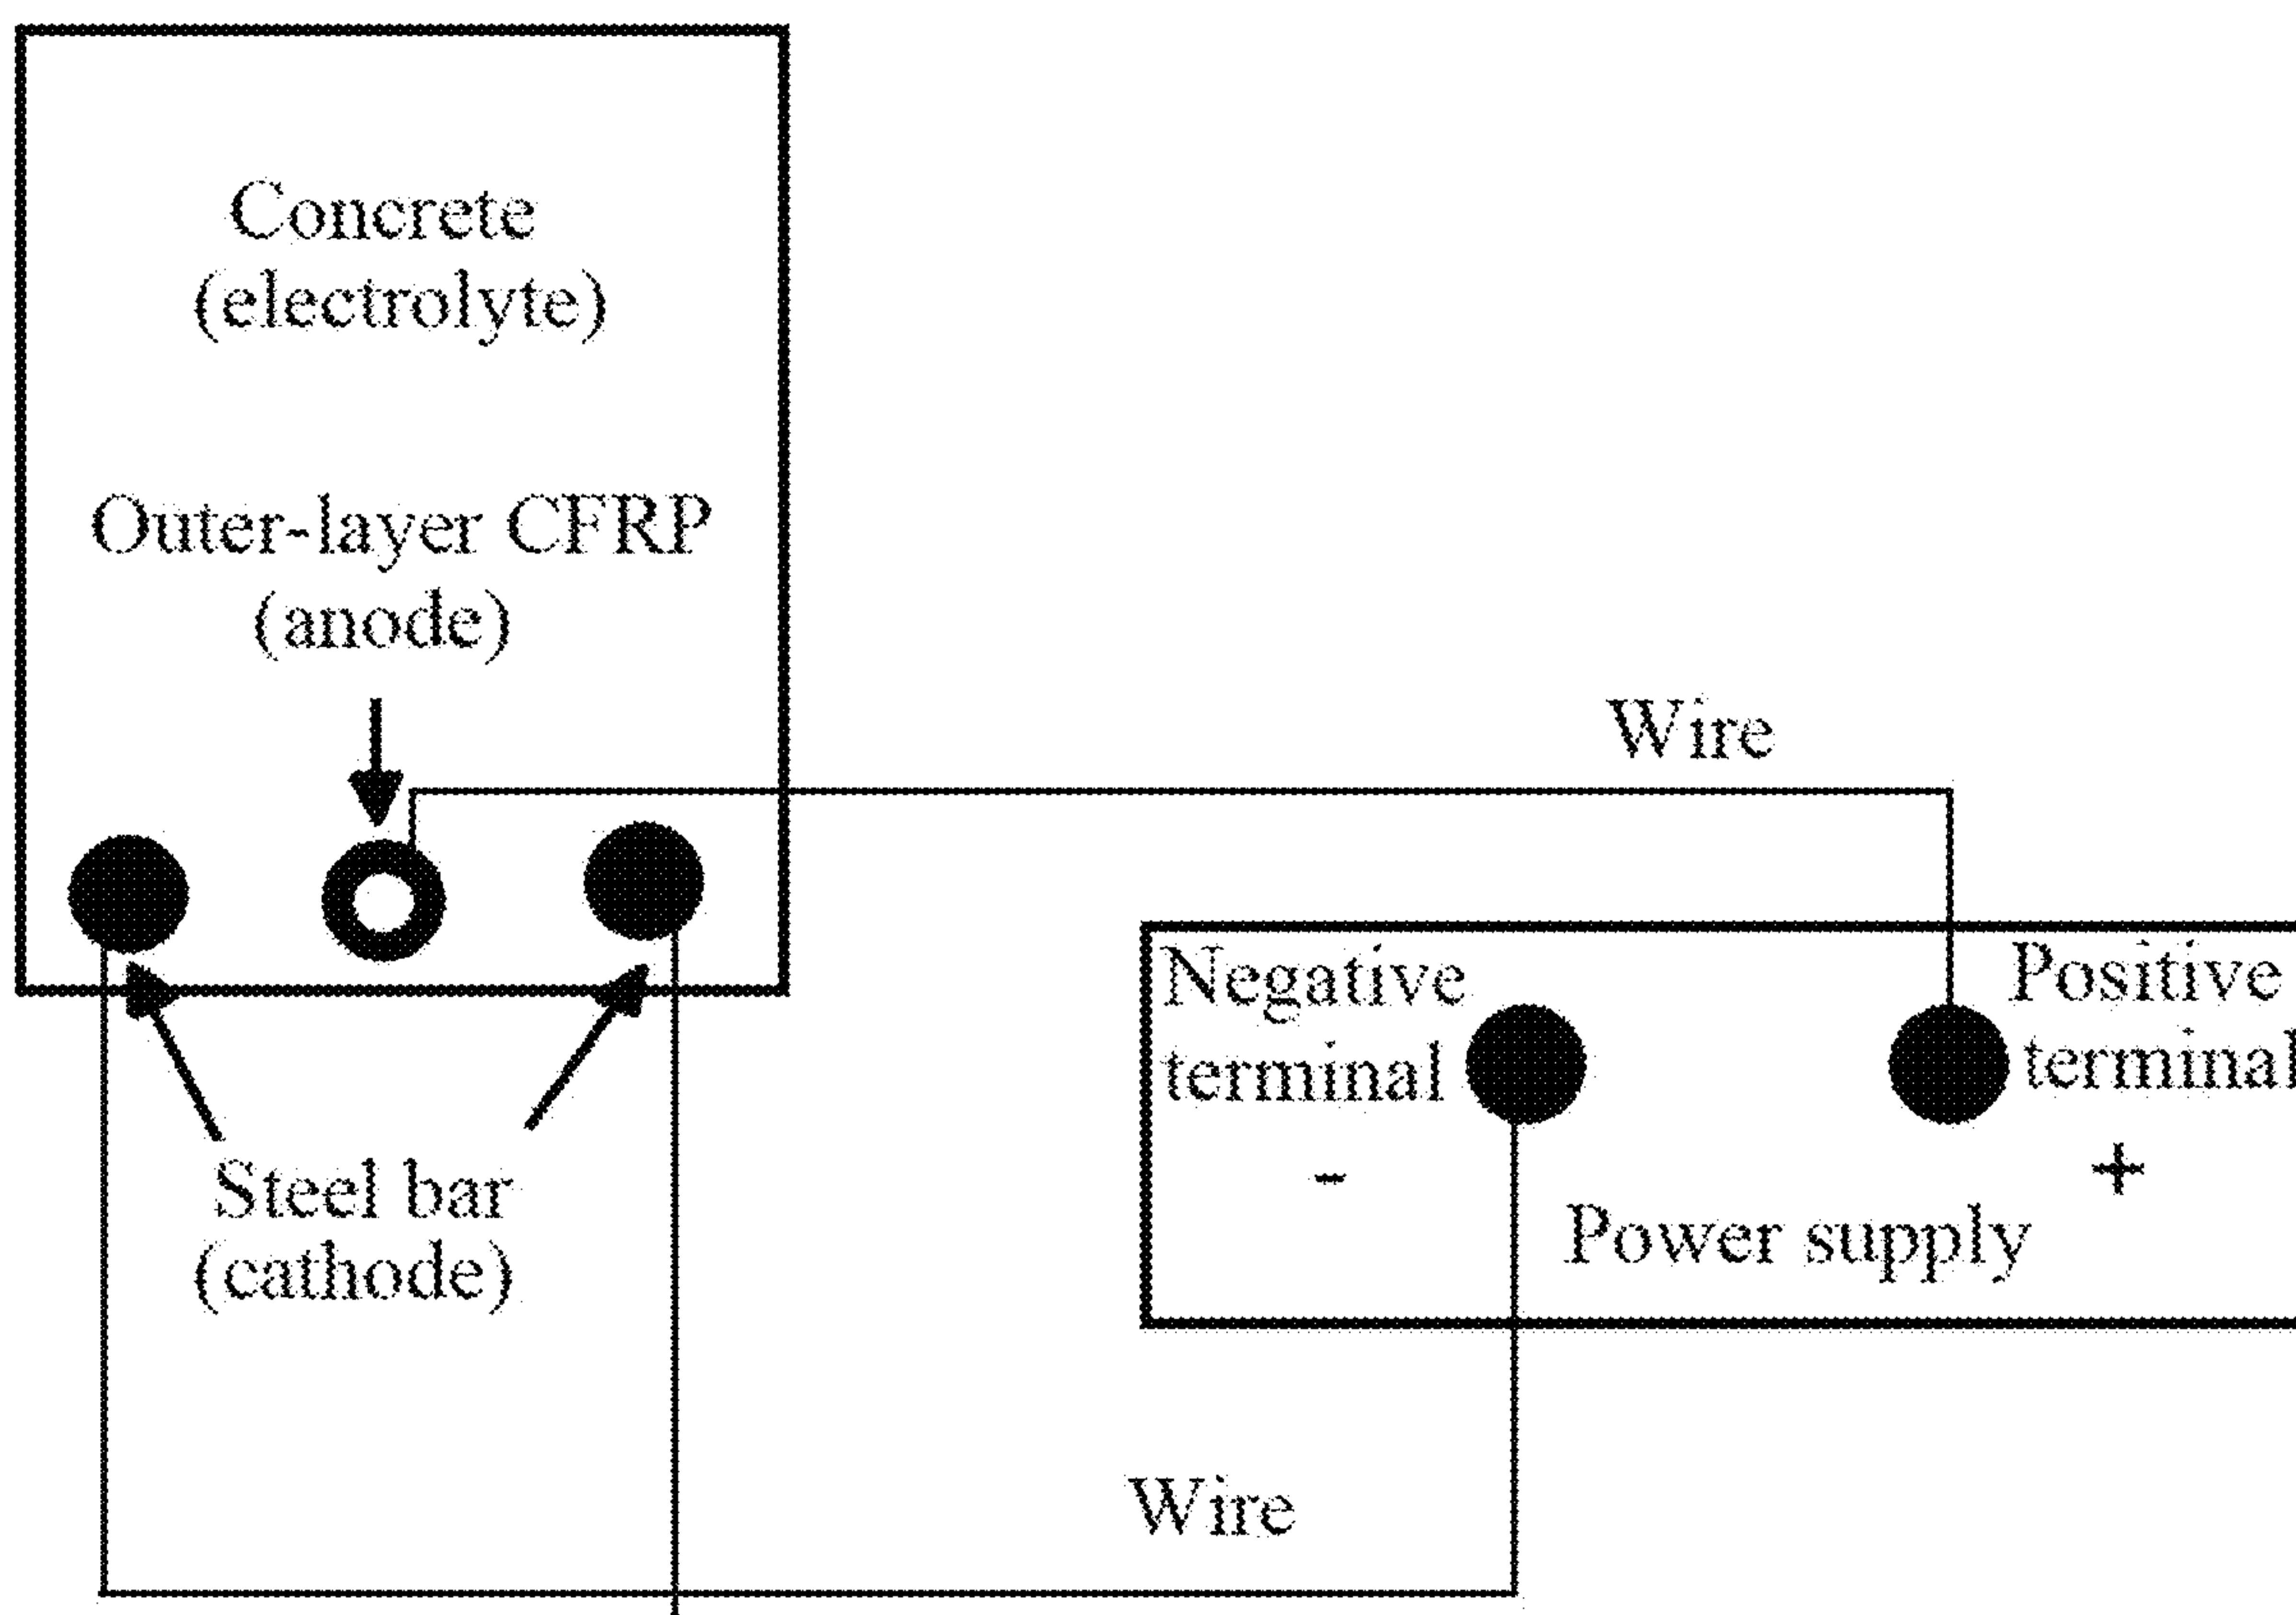 Concrete
(electrolyte)
Outer-layer CFRP
(anode)
Wire
Negative
terminal
-
Positive
terminal
+
Power supply
Steel bar
(cathode)
Wire